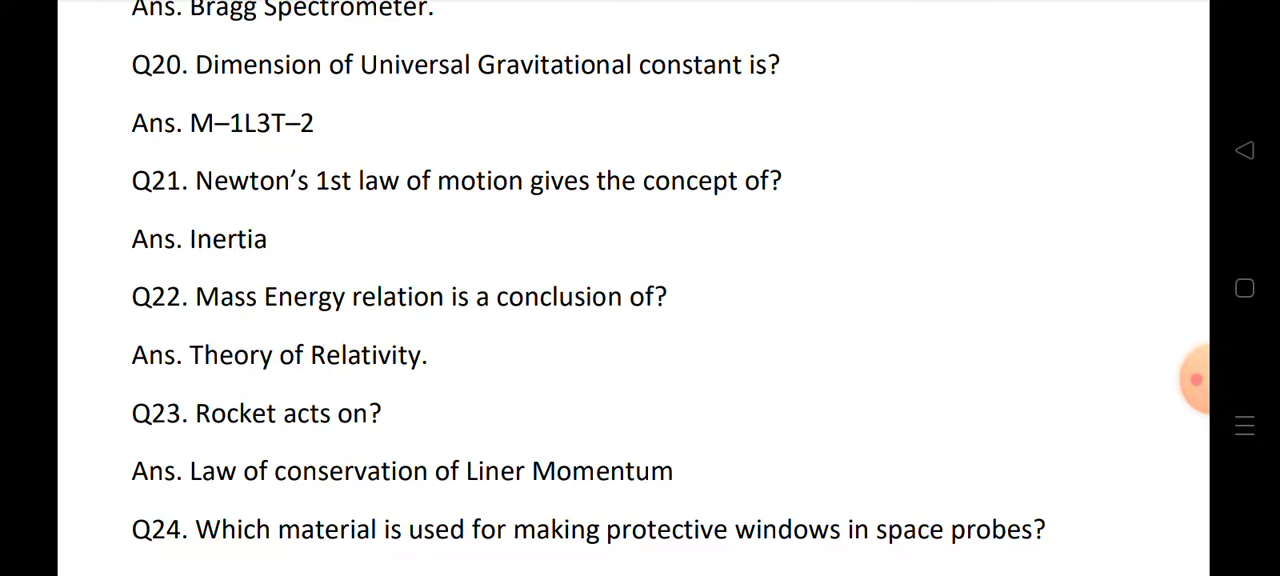 Ans. Bragg Spectrometer.
Q20. Dimension of Universal Gravitational constant is?
Ans. M–1L3T–2
Q21. Newton’s 1st law of motion gives the concept of?
Ans. Inertia
Q22. Mass Energy relation is a conclusion of?
Ans. Theory of Relativity.
Q23. Rocket acts on?
Ans. Law of conservation of Liner Momentum
Q24. Which material is used for making protective windows in space probes?